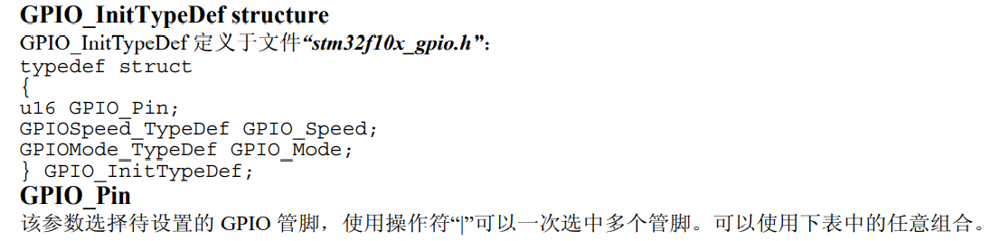 GPIO_InitTypeDef structure
GPIO_InitTypeDef 定义于文件“stm32f10x_gpio.h”：
typedef struct
{
u16 GPIO_Pin;
GPIOSpeed_TypeDef GPIO_Speed;
GPIOMode_TypeDef GPIO_Mode;
} GPIO_InitTypeDef;
GPIO_Pin
该参数选择待设置的 GPIO 管脚，使用操作符“|”可以一次选中多个管脚。可以使用下表中的任意组合。